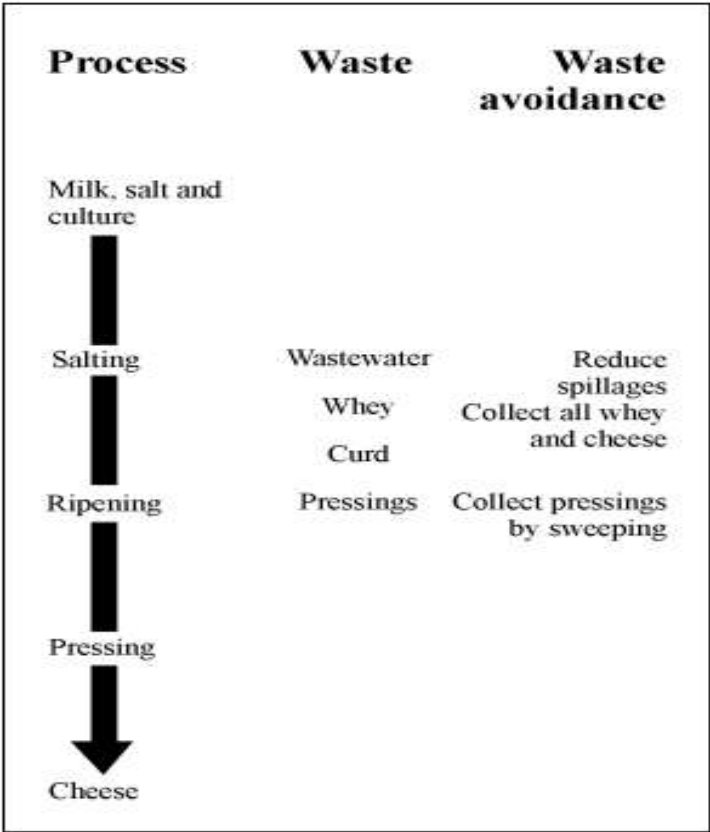 Process Waste Waste
avoidance
Milk, salt and
culture
Salting Wastewater Reduce
spillages
Whey Collect all whey
and cheese
Curd
Ripening Pressings Collect pressings
by sweeping
Pressing
Cheese